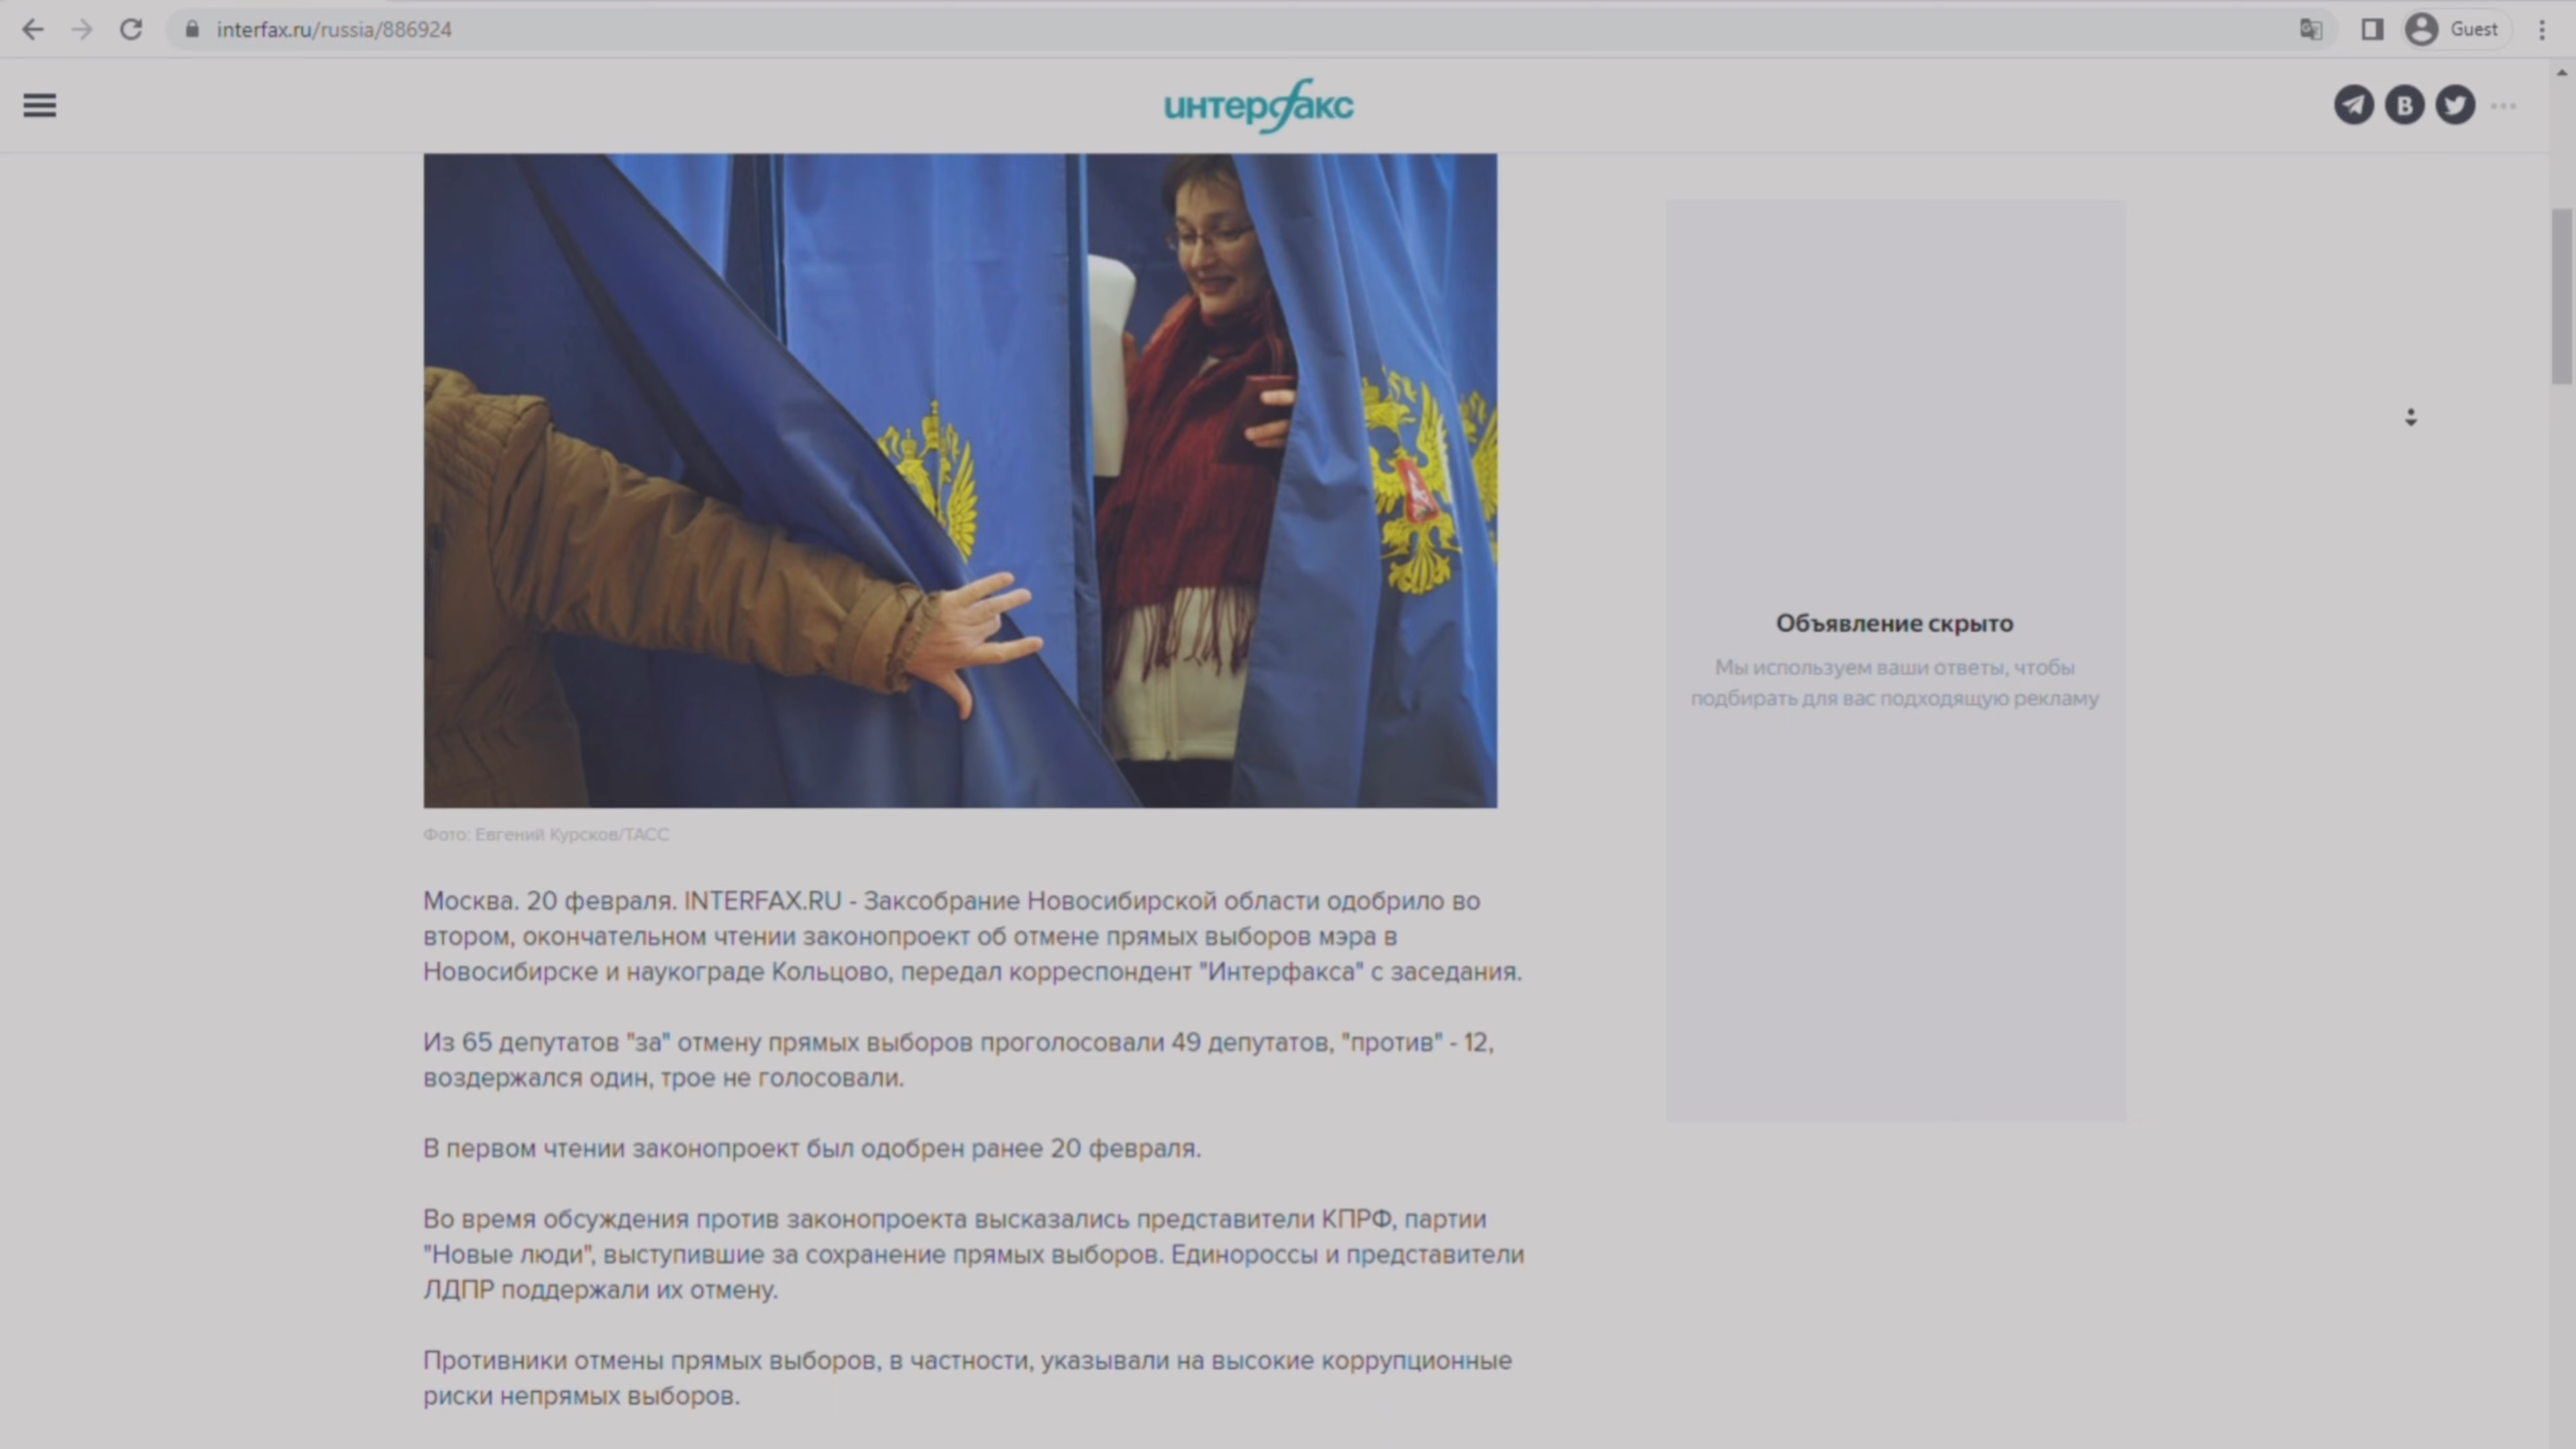 interfax.ru/russia/886924
Guest
интерфакс
Объявление скрыто
Мы используем ваши ответы, чтобы
подбирать для вас подходящую рекламу
Фото: Евгений Курсков/ТАСС
Москва. 20 февраля. INTERFAX.RU - Заксобрание Новосибирской области одобрило во
втором, окончательном чтении законопроект об отмене прямых выборов мэра в
Новосибирске и наукограде Кольцово, передал корреспондент "Интерфакса" с заседания.
Из 65 депутатов "за" отмену прямых выборов проголосовали 49 депутатов, "против" - 12,
воздержался один, трое не голосовали.
В первом чтении законопроект был одобрен ранее 20 февраля.
Во время обсуждения против законопроекта высказались представители КПРФ, партии
"Новые люди", выступившие за сохранение прямых выборов. Единороссы и представители
ЛДПР поддержали их отмену.
Противники отмены прямых выборов, в частности, указывали на высокие коррупционные
риски непрямых выборов.